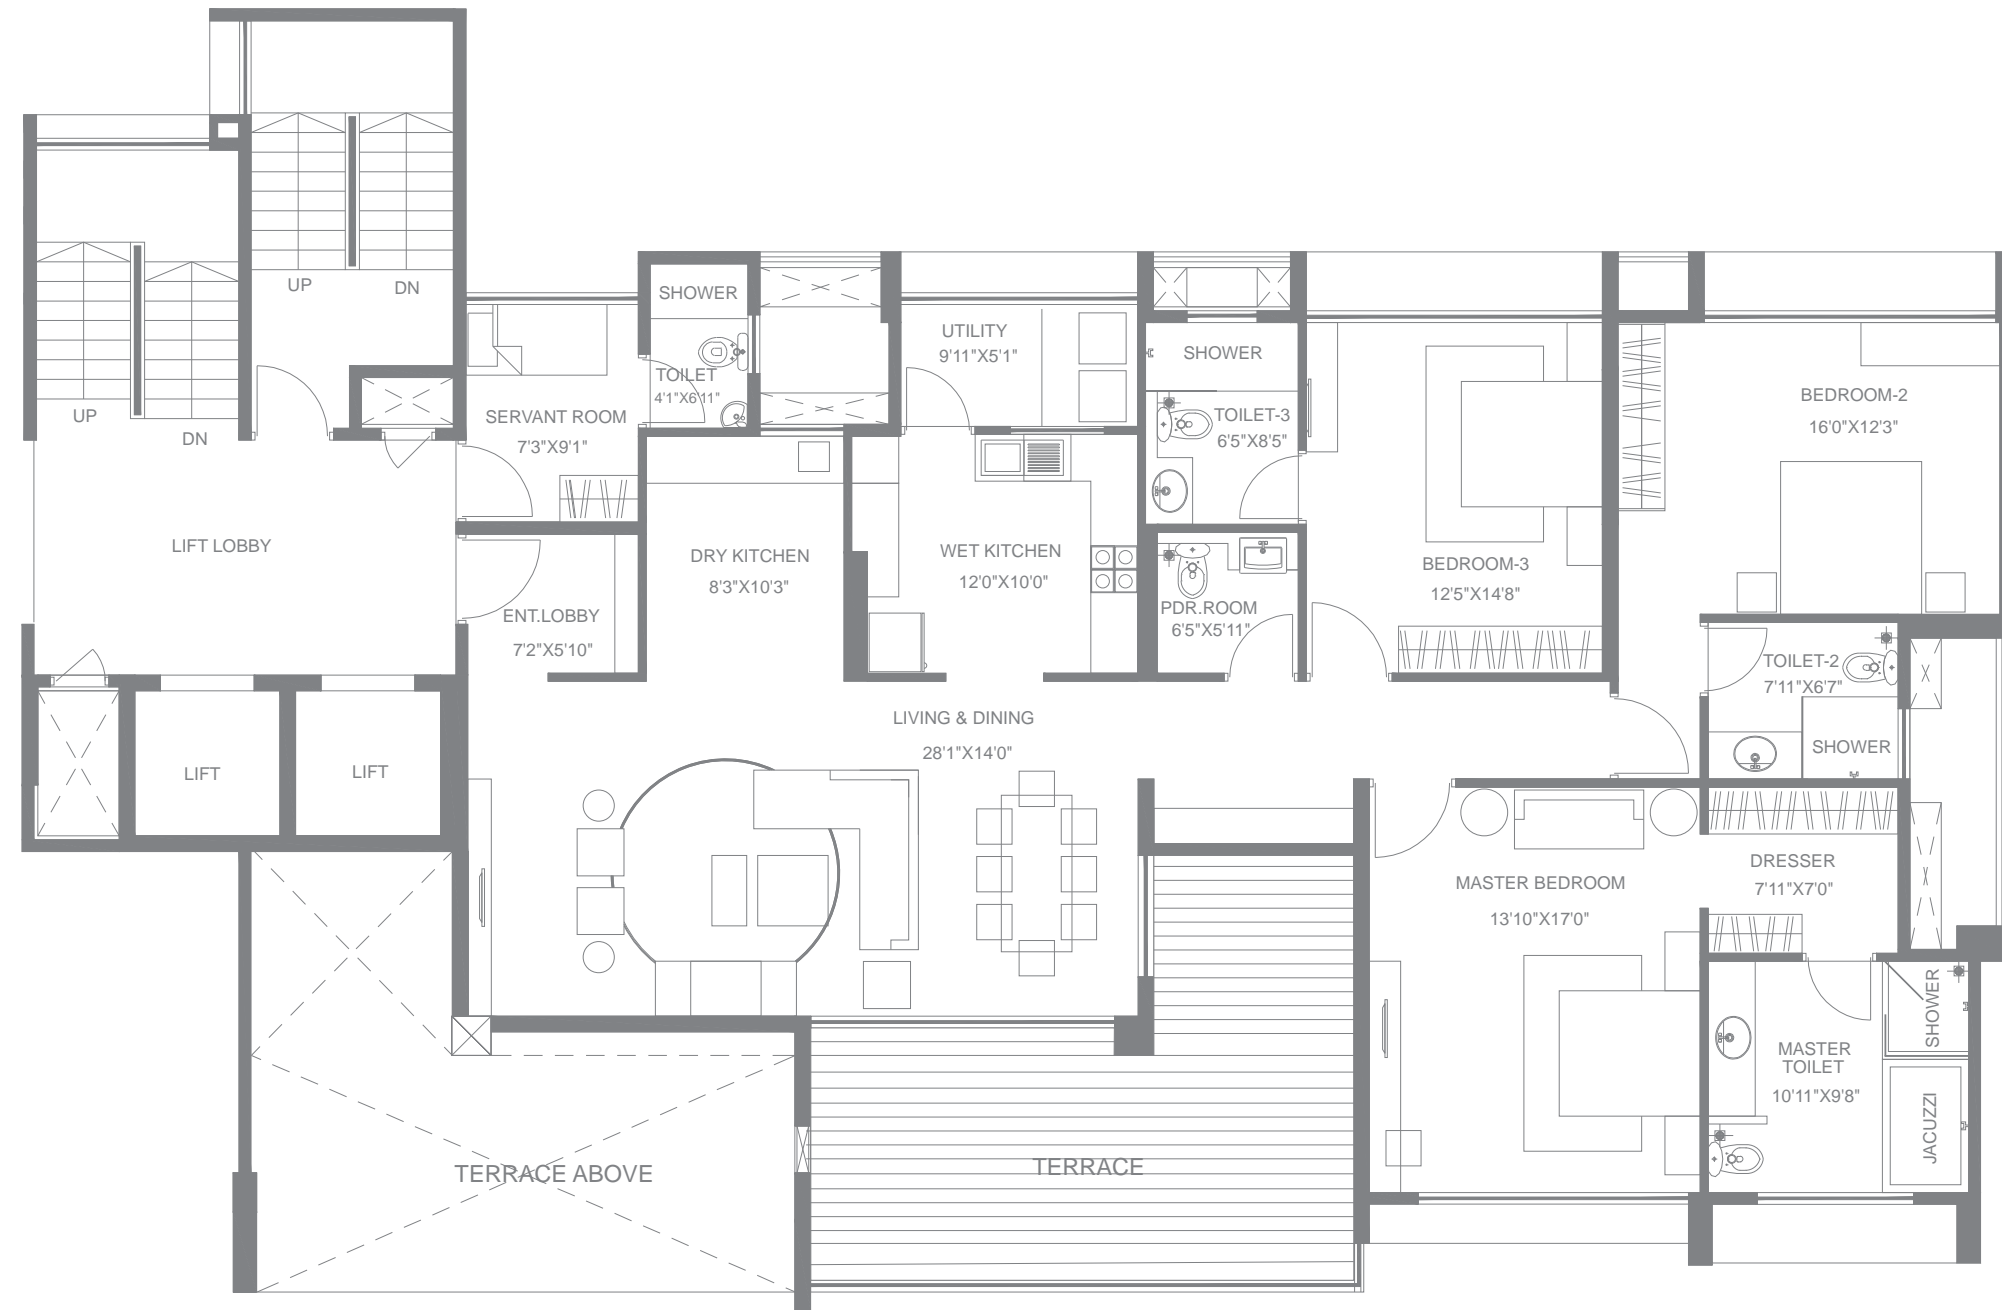 UP
DN
UP
DN
SHOWER
TOILET
4'1"X6'11"
SERVANT ROOM
7'3"X9'1"
UTILITY
9'11"X5'1"
SHOWER
TOILET-3
6'5"X8'5"
BEDROOM-2
16'0"X12'3"
LIFT LOBBY
ENT.LOBBY
7'2"X5'10"
DRY KITCHEN
8'3"X10'3"
WET KITCHEN
12'0"X10'0"
PDR.ROOM
6'5"X5'11"
BEDROOM-3
12'5"X14'8"
TOILET-2
7'11"X6'7"
SHOWER
LIFT
LIFT
LIVING & DINING
28'1"X14'0"
MASTER BEDROOM
13'10"X17'0"
DRESSER
7'11"X7'0"
SHOWER
MASTER
TOILET
10'11"X9'8"
JACUZZI
TERRACE ABOVE
TERRACE